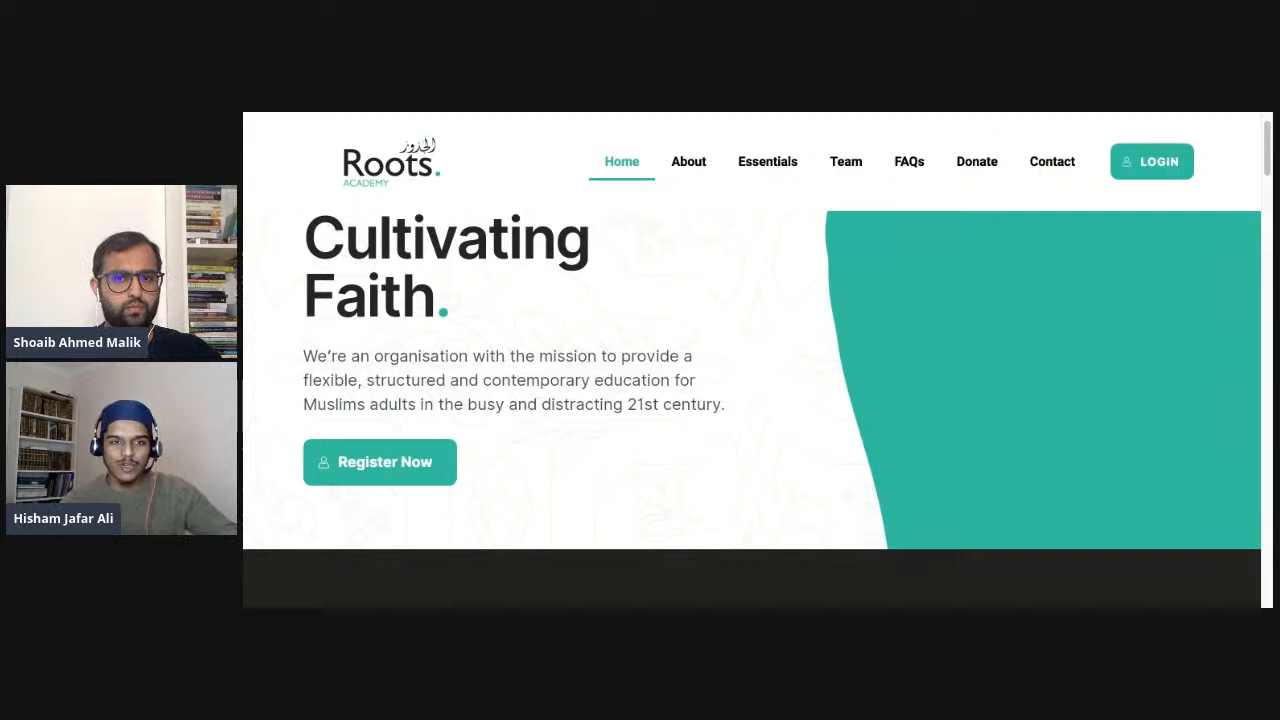 Shoaib Ahmed Malik
Hisham Jafar Ali
الجذور
Roots.
ACADEMY
Home
About
Essentials
Team
FAQs
Donate
Contact
LOGIN
Cultivating
Faith.
We're an organisation with the mission to provide a
flexible, structured and contemporary education for
Muslims adults in the busy and distracting 21st century.
Register Now